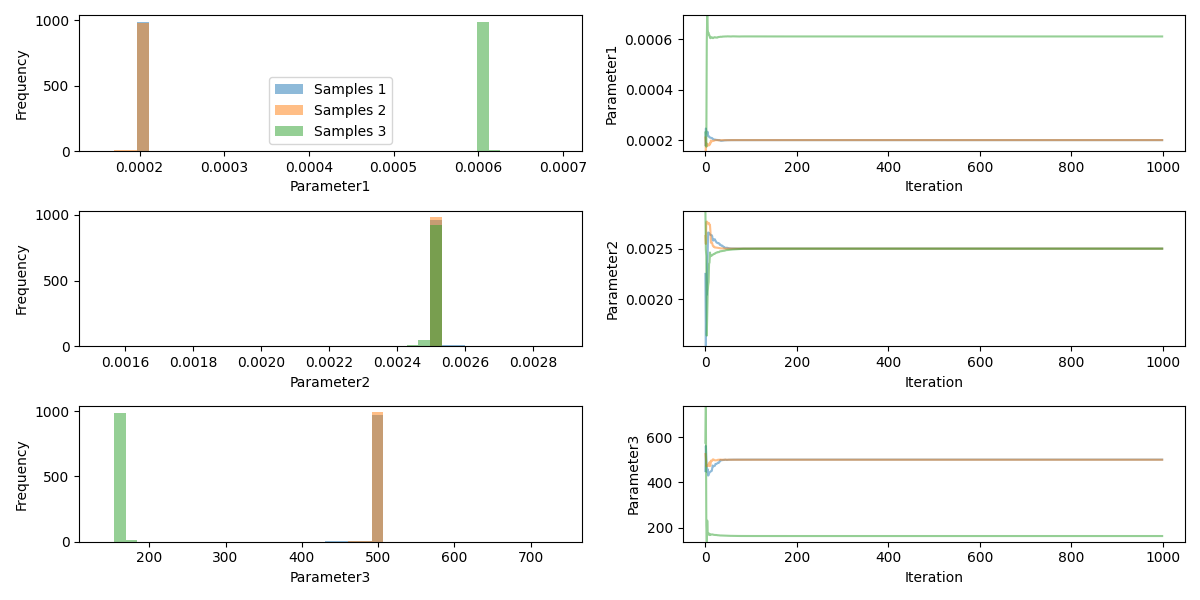 1000
500
0
Frequency
Samples 1
Samples 2
Samples 3
0.0002 0.0003 0.0004 0.0005 0.0006 0.0007
Parameter1
0.0006
0.0004
0.0002
Parameter1
0 200 400 600 800 1000
Iteration
1000
500
0
Frequency
0.0016 0.0018 0.0020 0.0022 0.0024 0.0026 0.0028
Parameter2
0.0025
0.0020
Parameter2
0 200 400 600 800 1000
Iteration
1000
500
0
Frequency
200 300 400 500 600 700
Parameter3
600
400
200
Parameter3
0 200 400 600 800 1000
Iteration